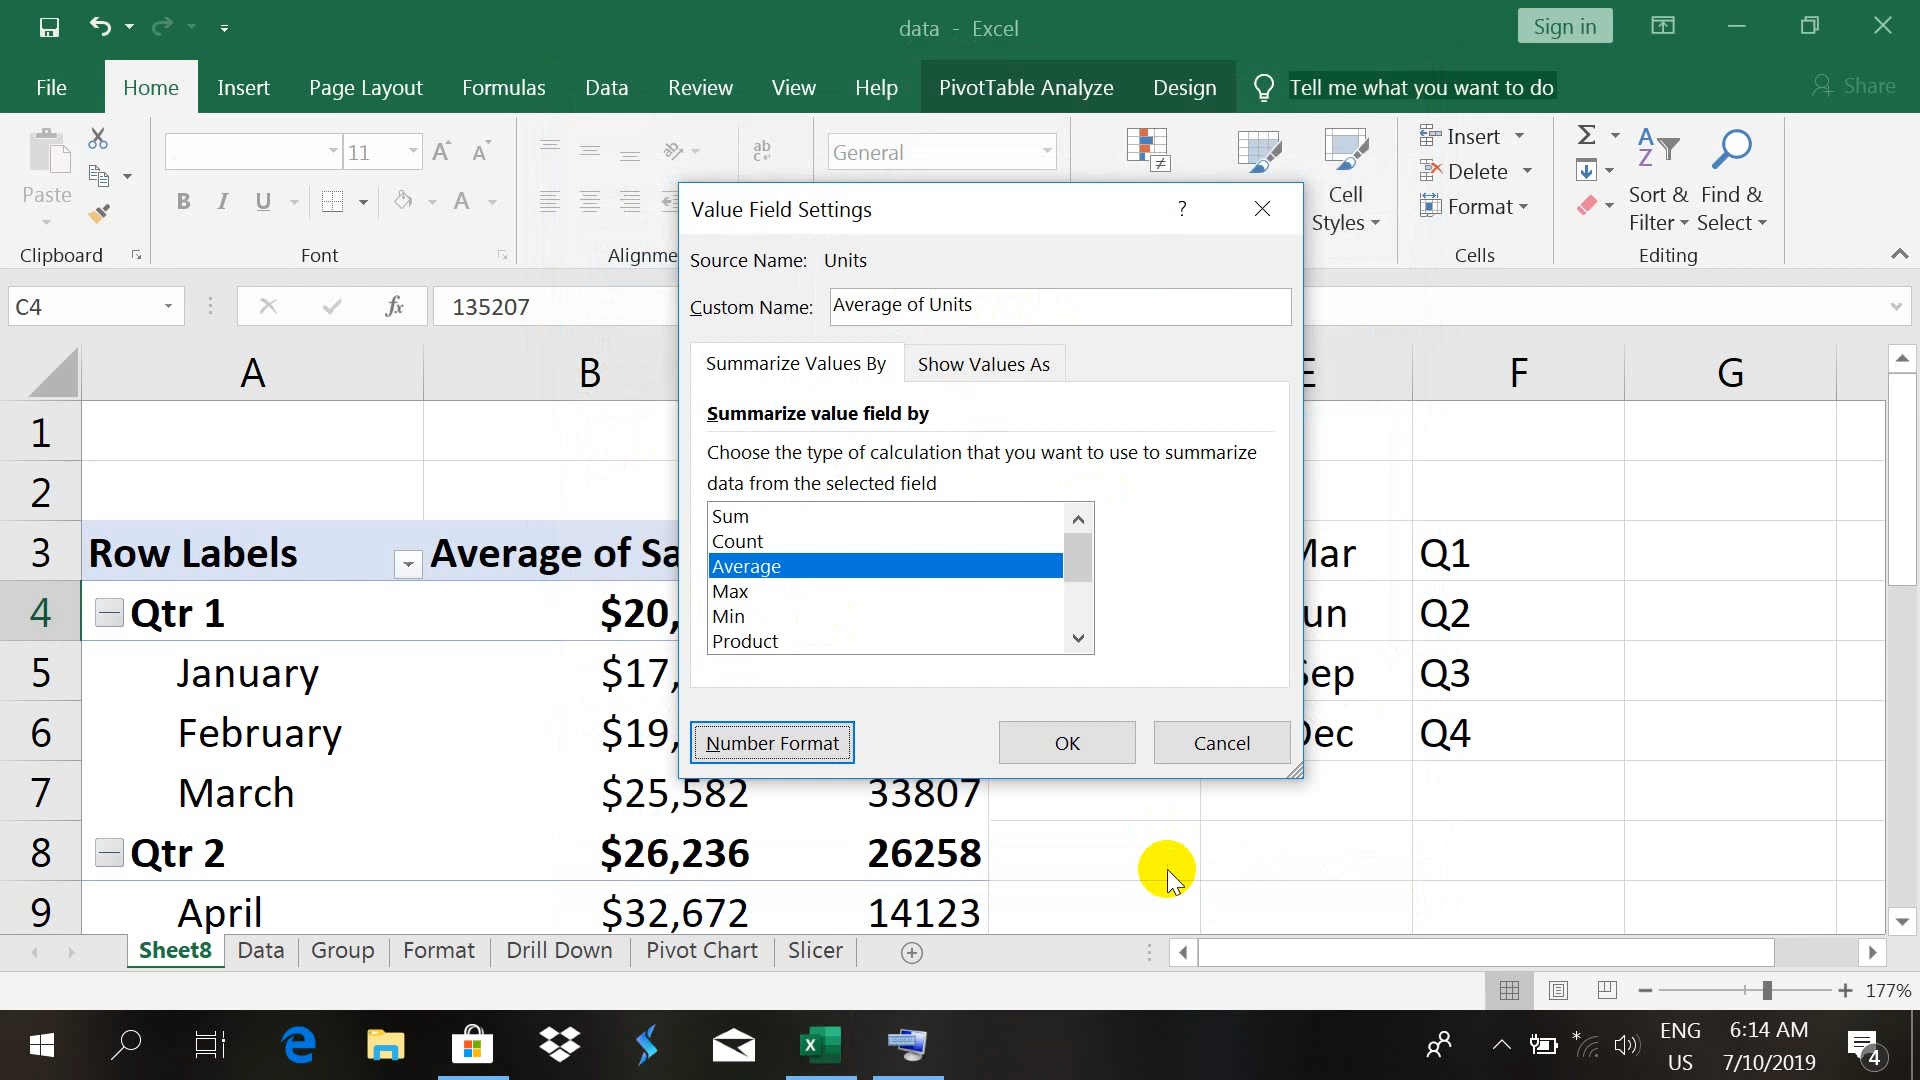 data - Excel
Sign in
File Home Insert Page Layout Formulas Data Review View Help PivotTable Analyze Design Tell me what you want to do Share
Paste
11
General
B I U
Cell
Styles
Insert
Delete
Format
Sort &
Filter
Find &
Select
Clipboard Font Alignme Cells Editing
C4 fx 135207
A B E F G
1
2
3 Row Labels Average of Sa Mar Q1
4 Qtr 1 $20, Jun Q2
5 January $17, Sep Q3
6 February $19, Dec Q4
7 March $25,582 33807
8 Qtr 2 $26,236 26258
9 April $32,672 14123
Value Field Settings ?
Source Name: Units
Custom Name: Average of Units
Summarize Values By Show Values As
Summarize value field by
Choose the type of calculation that you want to use to summarize
data from the selected field
Sum
Count
Average
Max
Min
Product
Number Format OK Cancel
Sheet8 Data Group Format Drill Down Pivot Chart Slicer
177%
ENG
US
6:14 AM
7/10/2019
4